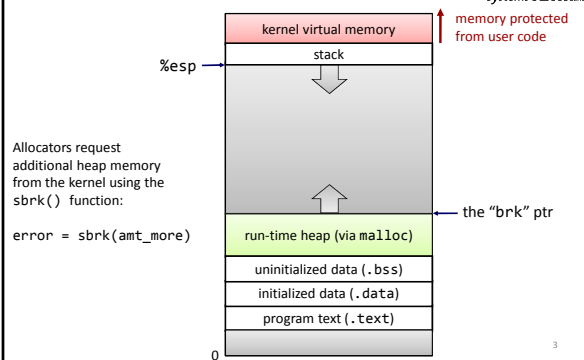 kernel virtual memory
memory protected
from user code
stack
%esp
Allocators request
additional heap memory
from the kernel using the
sbrk() function:
error = sbrk(amt_more)
the "brk" ptr
run-time heap (via malloc)
uninitialized data (.bss)
initialized data (.data)
program text (.text)
0
3